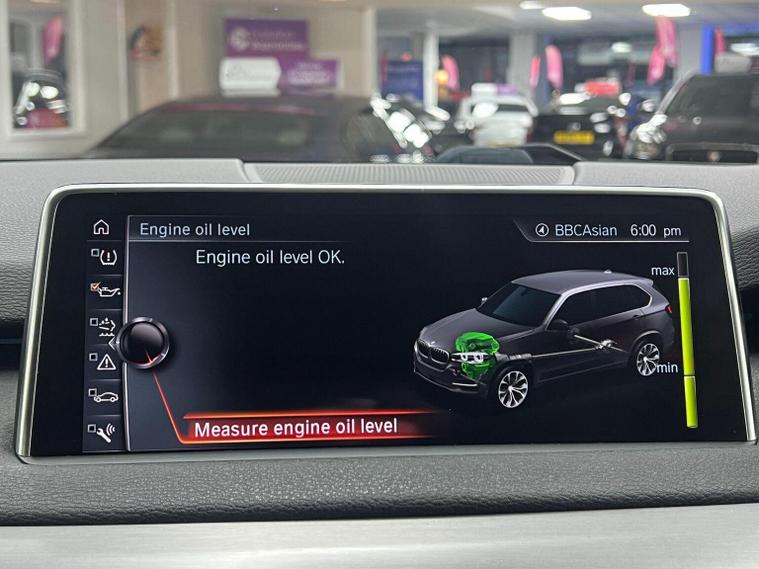 Engine oil level
BBCAsian 6:00 pm
Engine oil level OK.
max
min
Measure engine oil level